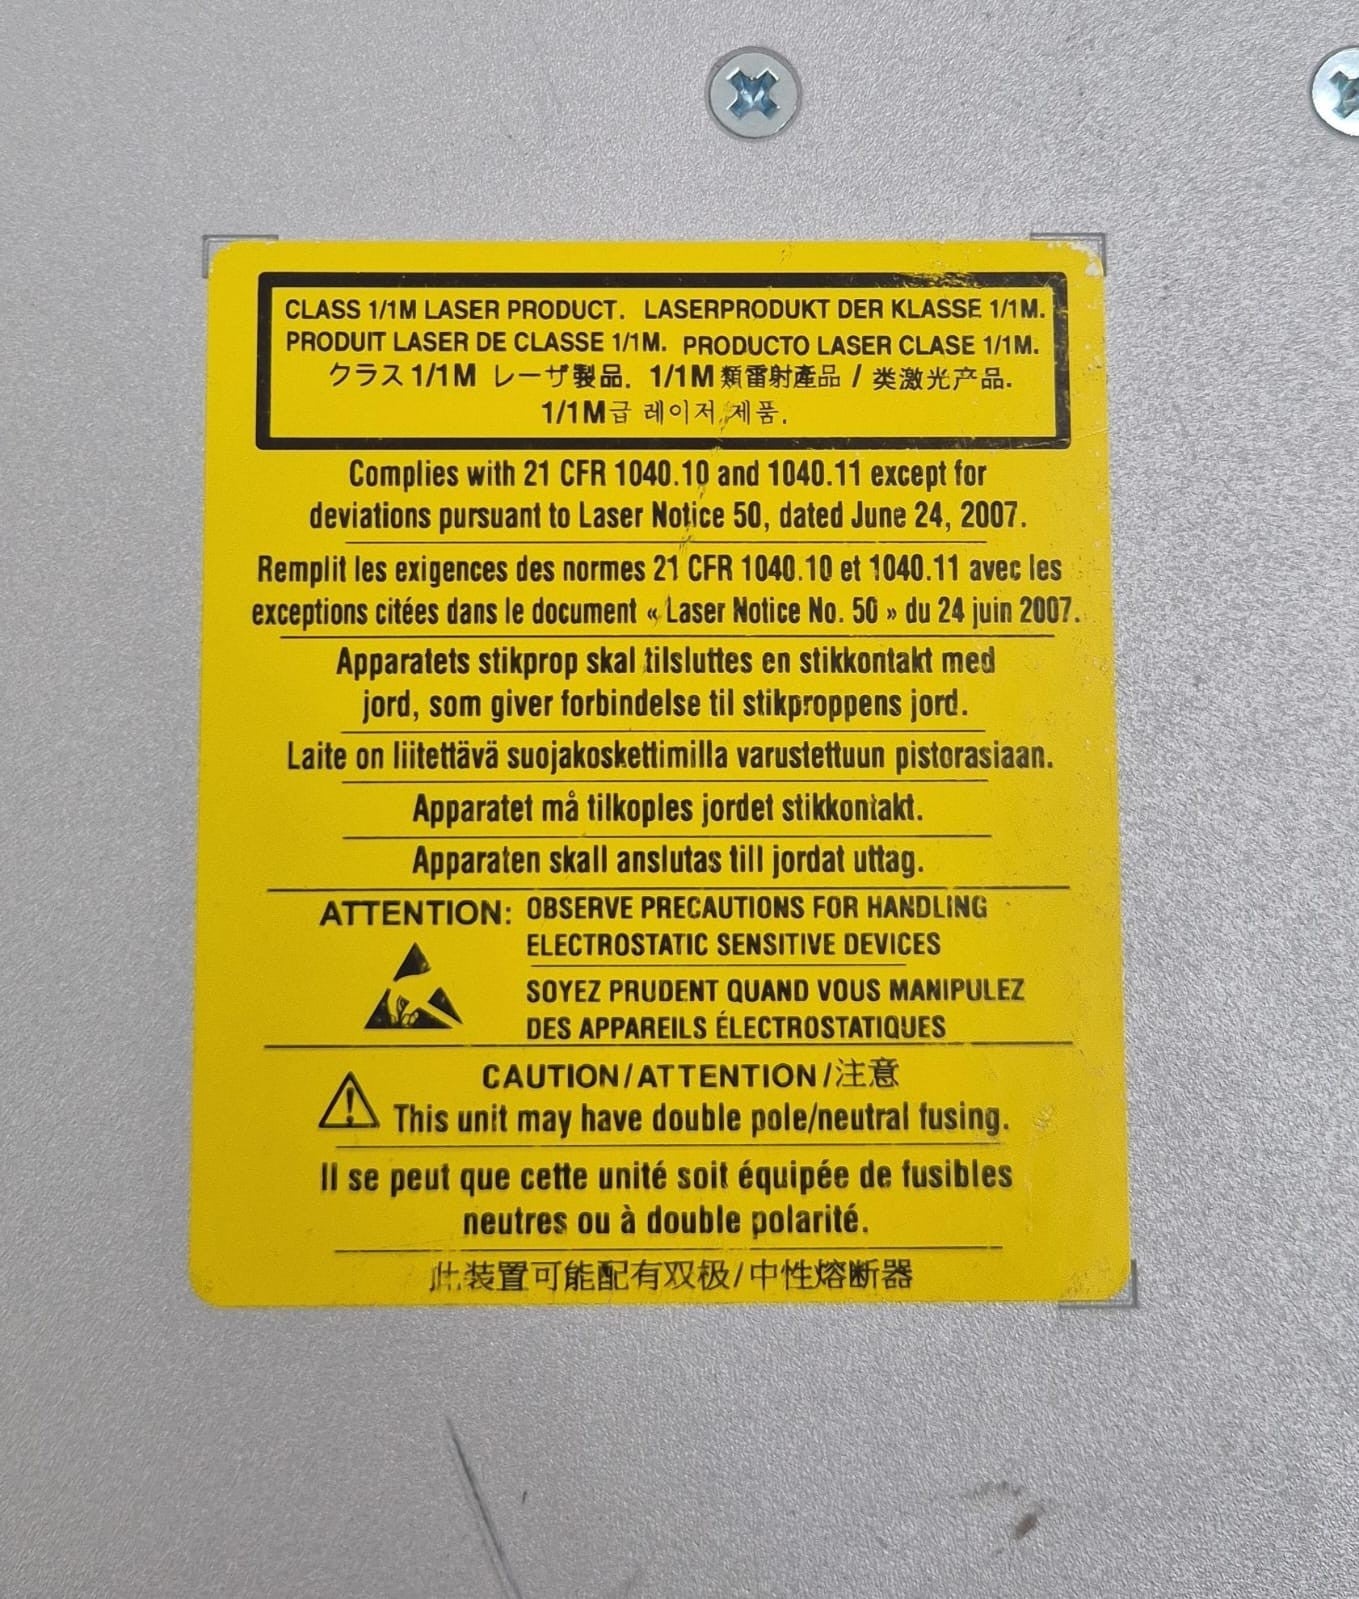 CLASS 1/1M LASER PRODUCT. LASERPRODUKT DER KLASSE 1/1M.
PRODUIT LASER DE CLASSE 1/1M. PRODUCTO LASER CLASE 1/1M.
クラス 1/1M レーザ製品. 1/1M 類雷射產品 / 类激光产品.
1/1M급 레이저 제품.
Complies with 21 CFR 1040.10 and 1040.11 except for
deviations pursuant to Laser Notice 50, dated June 24, 2007.
Remplit les exigences des normes 21 CFR 1040.10 et 1040.11 avec les
exceptions citées dans le document « Laser Notice No. 50 » du 24 juin 2007.
Apparatets stikprop skal tilsluttes en stikkontakt med
jord, som giver forbindelse til stikproppens jord.
Laite on liitettävä suojakoskettimilla varustettuun pistorasiaan.
Apparatet må tilkoples jordet stikkontakt.
Apparaten skall anslutas till jordat uttag.
ATTENTION: OBSERVE PRECAUTIONS FOR HANDLING
ELECTROSTATIC SENSITIVE DEVICES
SOYEZ PRUDENT QUAND VOUS MANIPULEZ
DES APPAREILS ÉLECTROSTATIQUES
CAUTION/ATTENTION/注意
This unit may have double pole/neutral fusing.
Il se peut que cette unité soit équipée de fusibles
neutres ou à double polarité.
此装置可能配有双极/中性熔断器